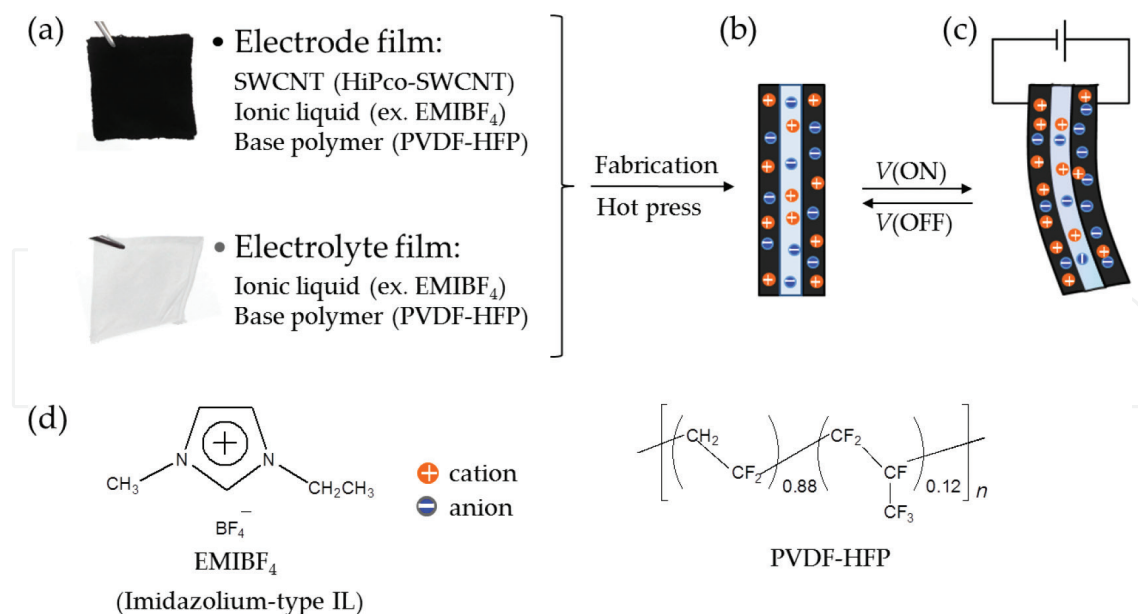 (a)
• Electrode film:
SWCNT (HiPco-SWCNT)
Ionic liquid (ex. EMIBF₄)
Base polymer (PVDF-HFP)
• Electrolyte film:
Ionic liquid (ex. EMIBF₄)
Base polymer (PVDF-HFP)
Fabrication
Hot press
(b)
V(ON)
V(OFF)
(c)
(d)
+
N
N
CH₃
CH₂CH₃
BF₄⁻
EMIBF₄
(Imidazolium-type IL)
+ cation
− anion
CH₂
CF₂
0.88
CF₂
CF
CF₃
0.12
n
PVDF-HFP